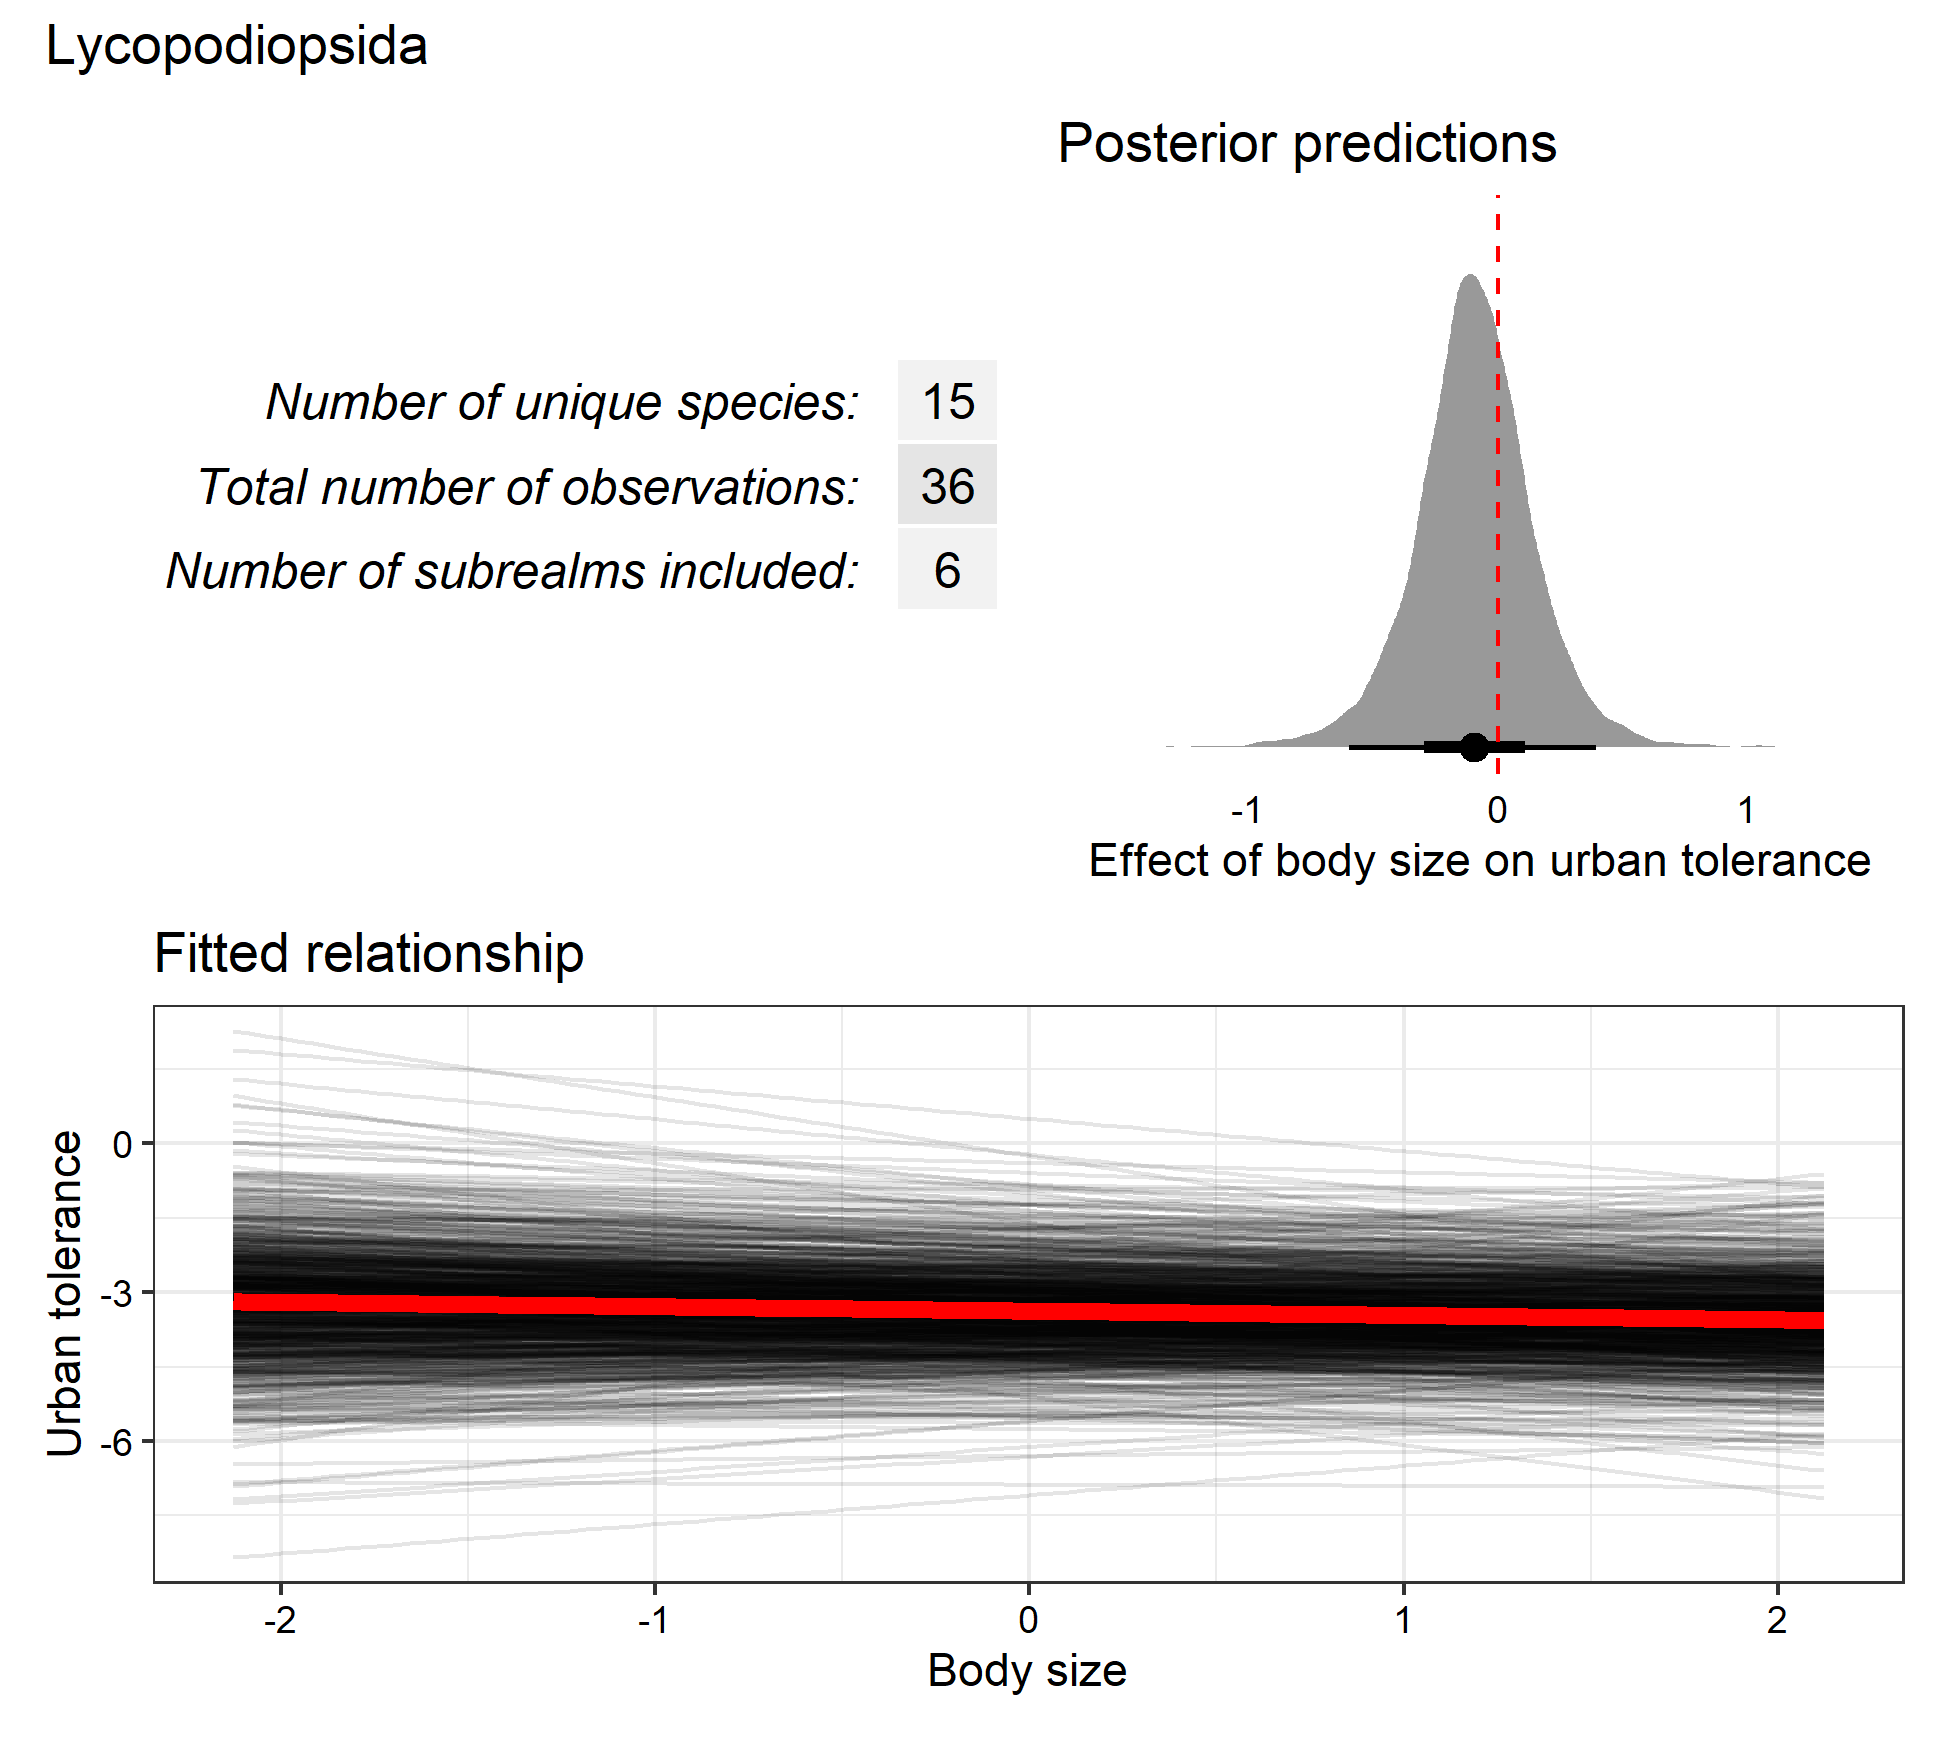 Lycopodiopsida
Posterior predictions
Number of unique species: 15
Total number of observations: 36
Number of subrealms included: 6
-1 0 1
Effect of body size on urban tolerance
Fitted relationship
Urban tolerance
0
-3
-6
-2 -1 0 1 2
Body size